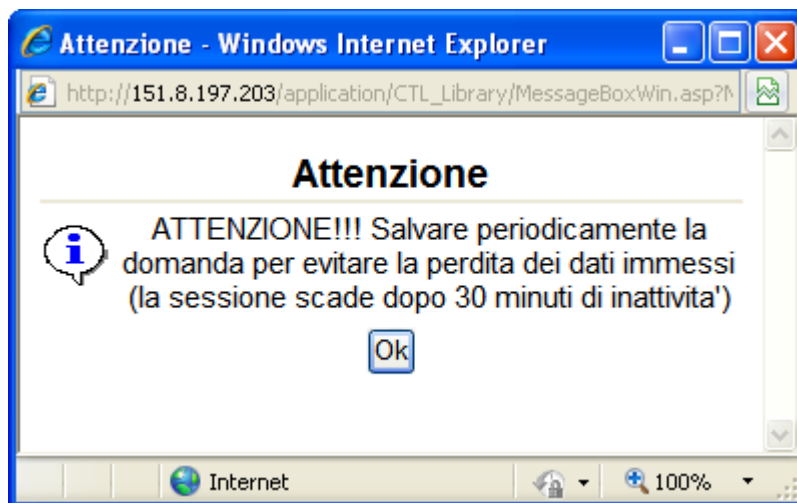 Attenzione - Windows Internet Explorer
http://151.8.197.203/application/CTL_Library/MessageBoxWin.asp?
Attenzione
ATTENZIONE!!! Salvare periodicamente la
domanda per evitare la perdita dei dati immessi
(la sessione scade dopo 30 minuti di inattivita')
Ok
Internet
100%